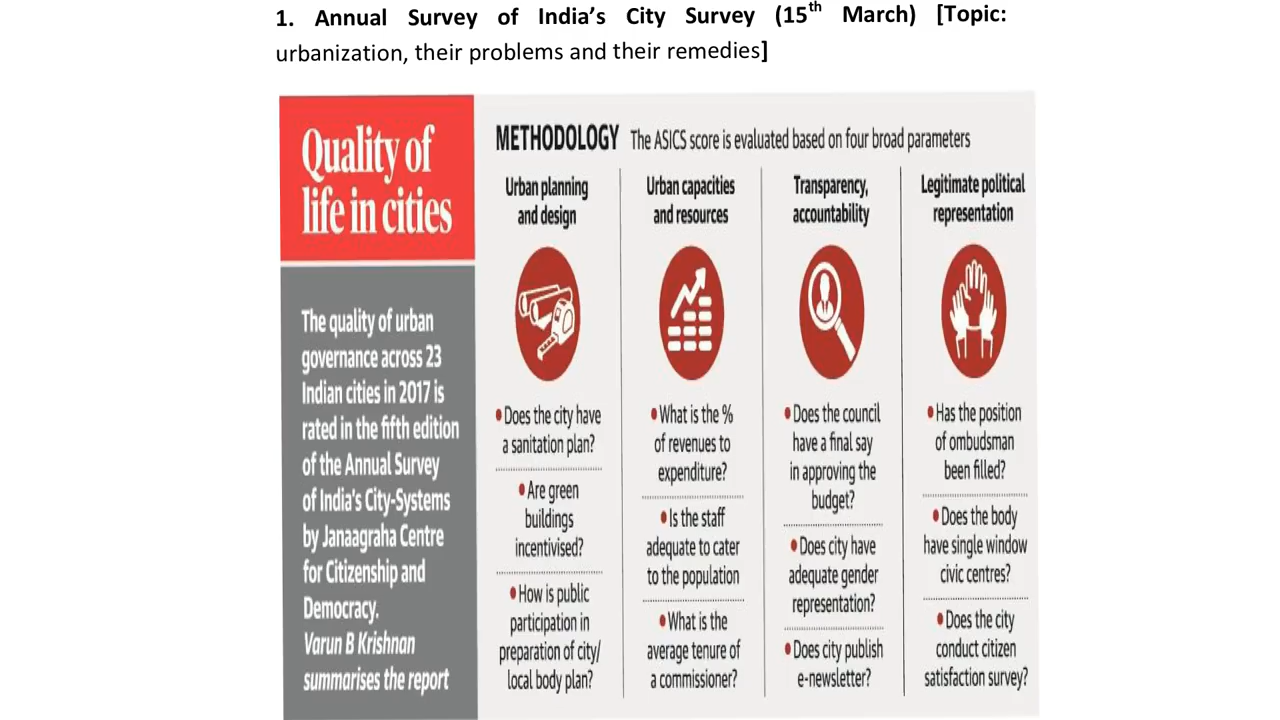 1. Annual Survey of India’s City Survey (15th March) [Topic:
urbanization, their problems and their remedies]
Quality of
life in cities
The quality of urban
governance across 23
Indian cities in 2017 is
rated in the fifth edition
of the Annual Survey
of India's City-Systems
by Janaagraha Centre
for Citizenship and
Democracy.
Varun B Krishnan
summarises the report
METHODOLOGY The ASICS score is evaluated based on four broad parameters
Urban planning
and design
• Does the city have
a sanitation plan?
• Are green
buildings
incentivised?
• How is public
participation in
preparation of city/
local body plan?
Urban capacities
and resources
• What is the %
of revenues to
expenditure?
• Is the staff
adequate to cater
to the population
• What is the
average tenure of
a commissioner?
Transparency,
accountability
• Does the council
have a final say
in approving the
budget?
• Does city have
adequate gender
representation?
• Does city publish
e-newsletter?
Legitimate political
representation
• Has the position
of ombudsman
been filled?
• Does the body
have single window
civic centres?
• Does the city
conduct citizen
satisfaction survey?